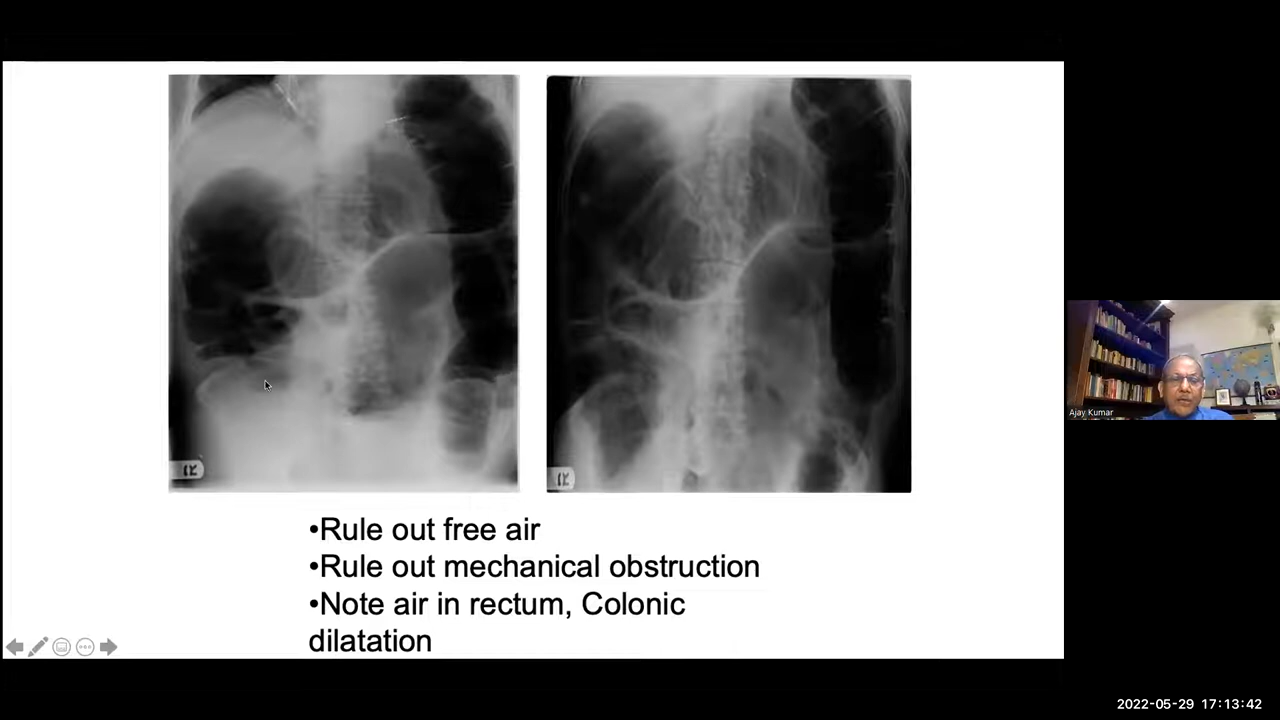 R
R
•Rule out free air
•Rule out mechanical obstruction
•Note air in rectum, Colonic
dilatation
Ajay Kumar
2022-05-29 17:13:42